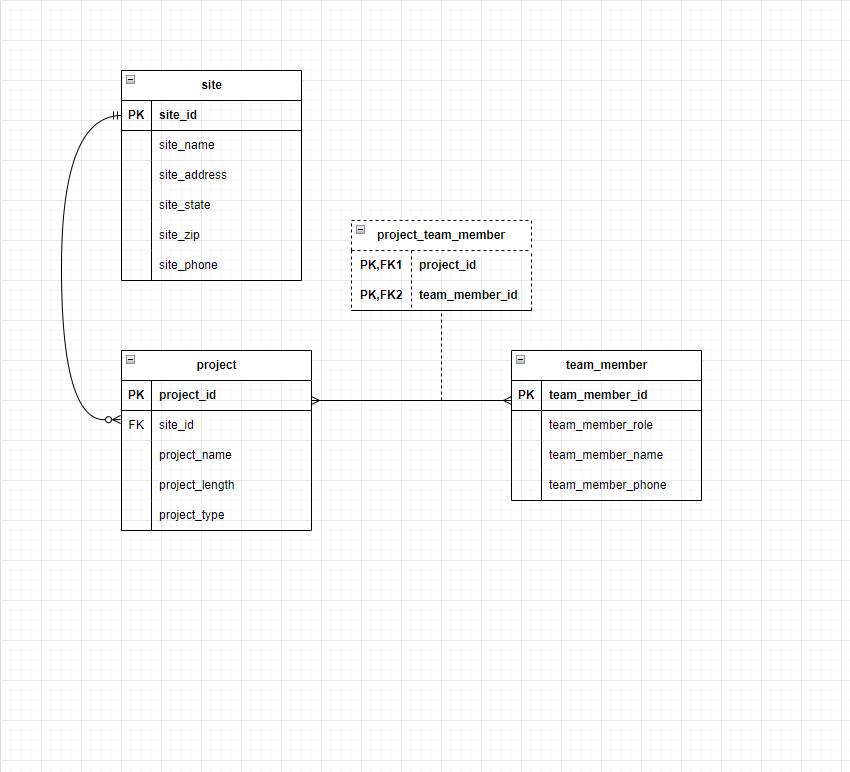 site
PK site_id
site_name
site_address
site_state
site_zip
site_phone
project_team_member
PK,FK1 project_id
PK,FK2 team_member_id
project
PK project_id
FK site_id
project_name
project_length
project_type
team_member
PK team_member_id
team_member_role
team_member_name
team_member_phone